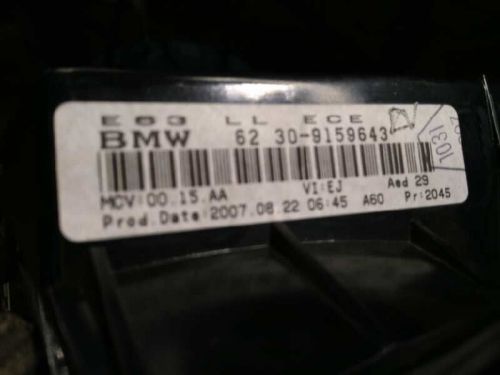 E63 LL ECE
BMW 62 30-9159643
MCV:00.15.AA VI:EJ Aed 29
Prod.Date:2007.08.22 06:45 A60 Pr:2045
1031